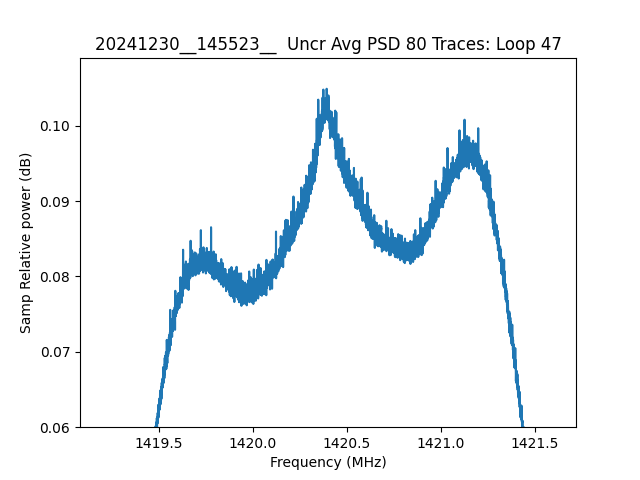 20241230__145523__  Uncr Avg PSD 80 Traces: Loop 47
0.10
0.09
0.08
0.07
0.06
Samp Relative power (dB)
1419.5 1420.0 1420.5 1421.0 1421.5
Frequency (MHz)